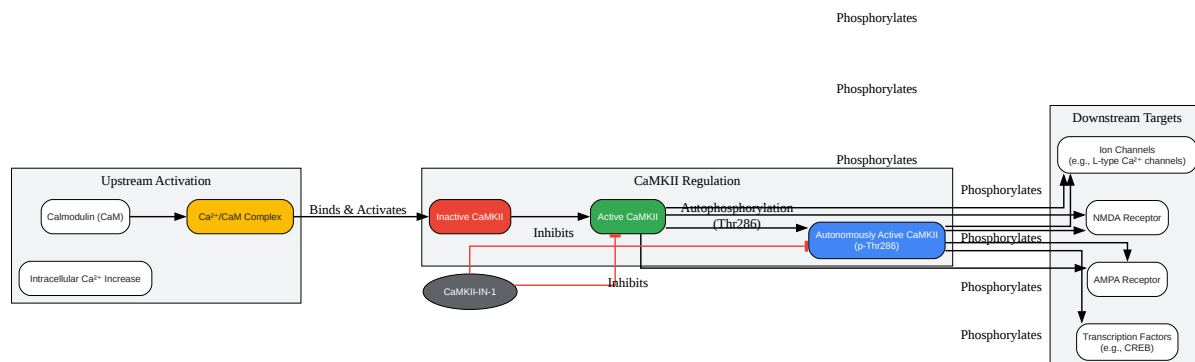 Phosphorylates
Phosphorylates
Phosphorylates
Upstream Activation
Calmodulin (CaM)
Ca²⁺/CaM Complex
Intracellular Ca²⁺ Increase
Binds & Activates
CaMKII Regulation
Inactive CaMKII
Active CaMKII
Autophosphorylation
(Thr286)
Autonomously Active CaMKII
(p-Thr286)
Inhibits
Inhibits
CaMKII-IN-1
Phosphorylates
Phosphorylates
Phosphorylates
Phosphorylates
Downstream Targets
Ion Channels
(e.g., L-type Ca²⁺ channels)
NMDA Receptor
AMPA Receptor
Transcription Factors
(e.g., CREB)